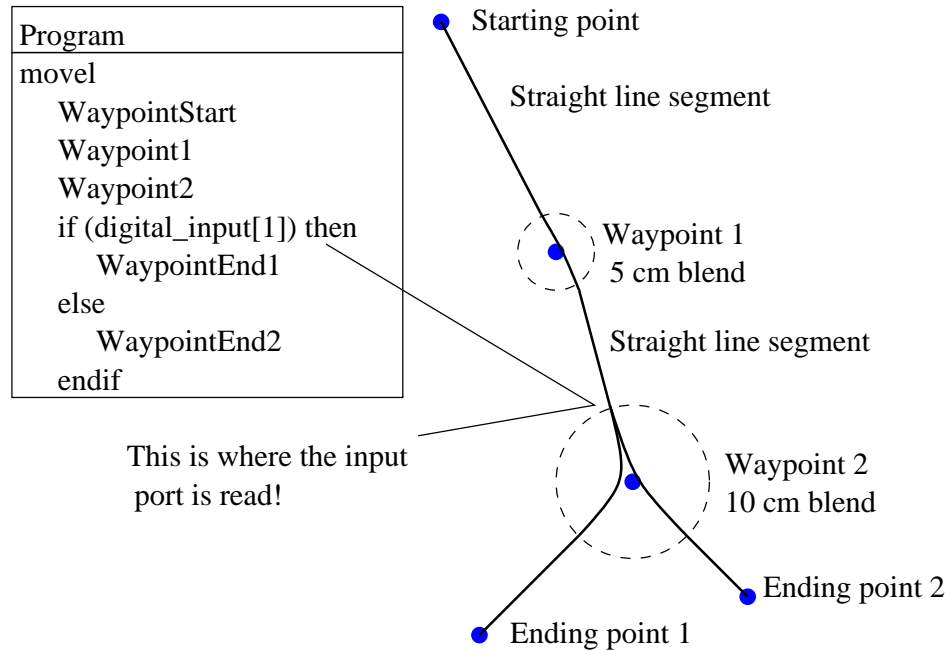 Program
movel
WaypointStart
Waypoint1
Waypoint2
if (digital_input[1]) then
WaypointEnd1
else
WaypointEnd2
endif
Starting point
Straight line segment
Waypoint 1
5 cm blend
Straight line segment
This is where the input
port is read!
Waypoint 2
10 cm blend
Ending point 2
Ending point 1